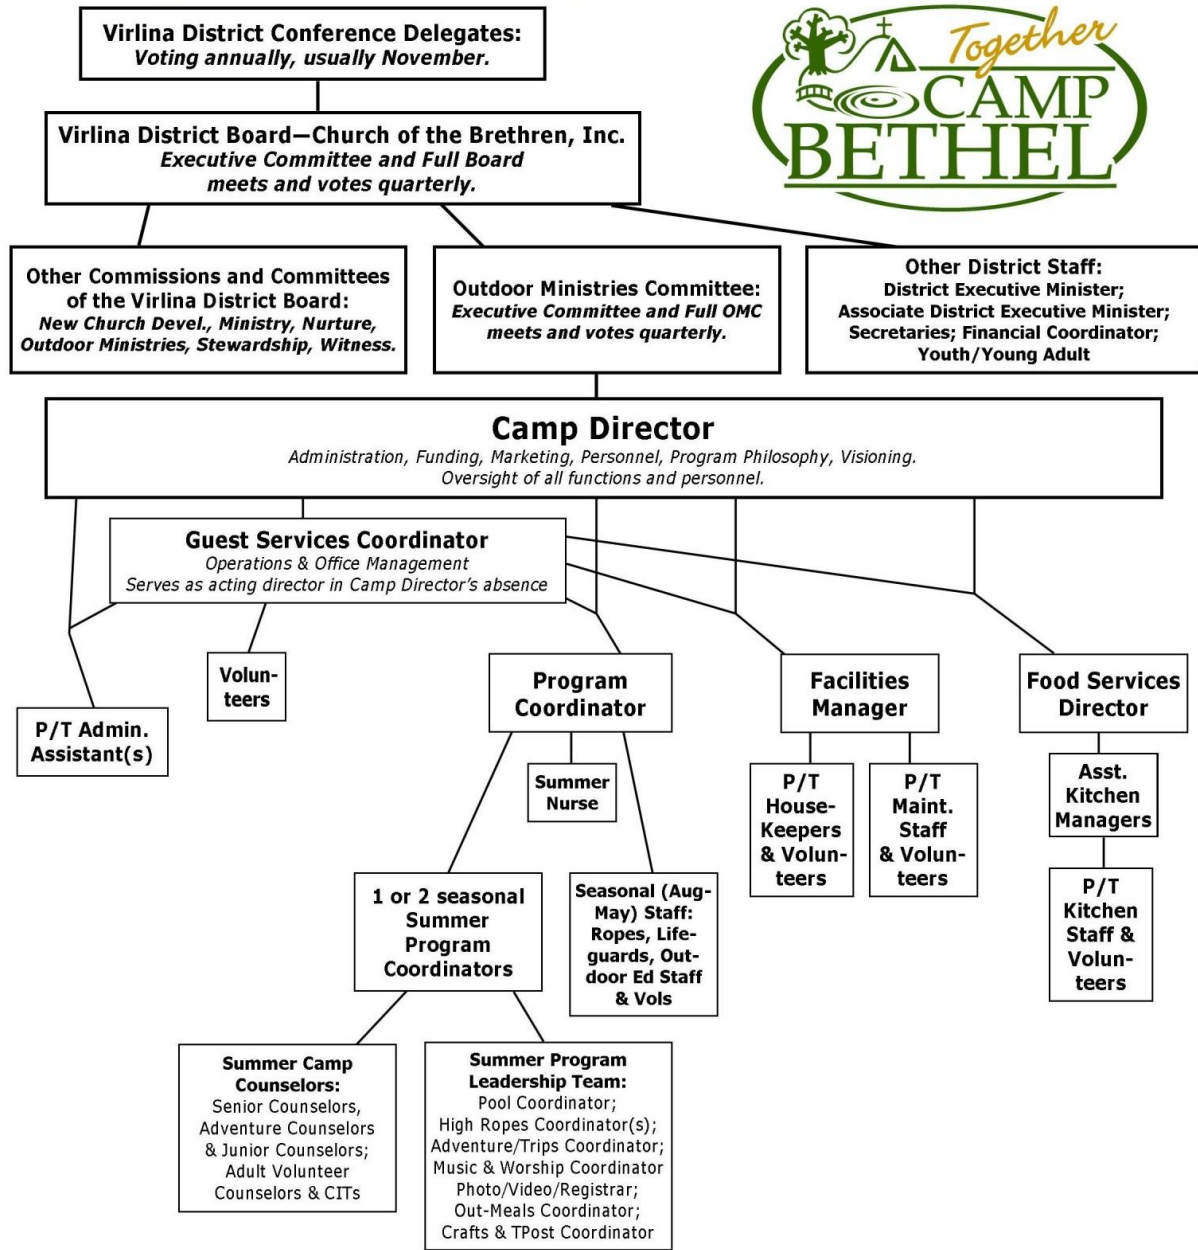 Virlina District Conference Delegates:
Voting annually, usually November.
Together
CAMP
BETHEL
Virlina District Board—Church of the Brethren, Inc.
Executive Committee and Full Board
meets and votes quarterly.
Other Commissions and Committees
of the Virlina District Board:
New Church Devel., Ministry, Nurture,
Outdoor Ministries, Stewardship, Witness.
Outdoor Ministries Committee:
Executive Committee and Full OMC
meets and votes quarterly.
Other District Staff:
District Executive Minister;
Associate District Executive Minister;
Secretaries; Financial Coordinator;
Youth/Young Adult
Camp Director
Administration, Funding, Marketing, Personnel, Program Philosophy, Visioning.
Oversight of all functions and personnel.
Guest Services Coordinator
Operations & Office Management
Serves as acting director in Camp Director's absence
P/T Admin.
Assistant(s)
Volun-
teers
Program
Coordinator
Facilities
Manager
Food Services
Director
Summer
Nurse
P/T
House-
Keepers
& Volun-
teers
P/T
Maint.
Staff
& Volun-
teers
Asst.
Kitchen
Managers
P/T
Kitchen
Staff &
Volun-
teers
1 or 2 seasonal
Summer
Program
Coordinators
Seasonal (Aug-
May) Staff:
Ropes, Life-
guards, Out-
door Ed Staff
& Vols
Summer Camp
Counselors:
Senior Counselors,
Adventure Counselors
& Junior Counselors;
Adult Volunteer
Counselors & CITs
Summer Program
Leadership Team:
Pool Coordinator;
High Ropes Coordinator(s);
Adventure/Trips Coordinator;
Music & Worship Coordinator
Photo/Video/Registrar;
Out-Meals Coordinator;
Crafts & TPost Coordinator